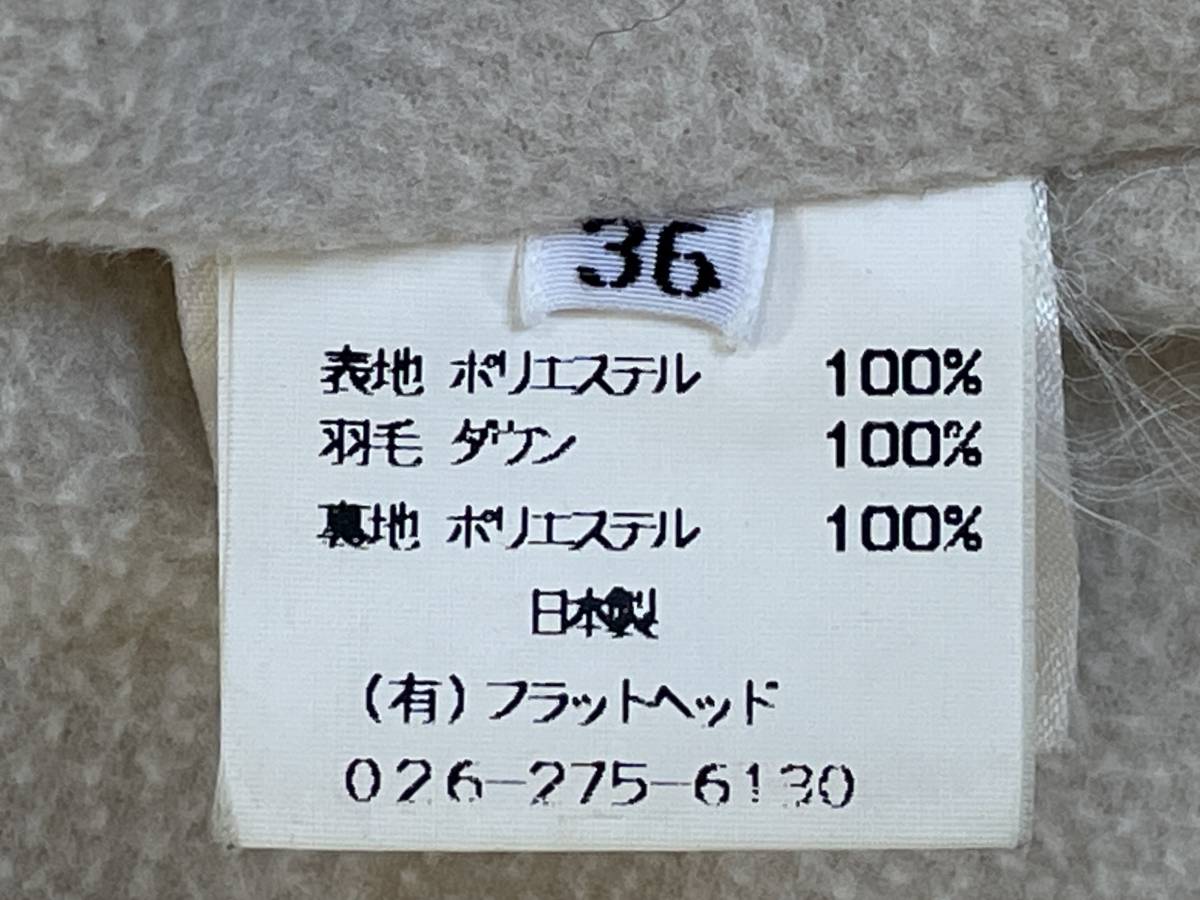 36
表地 ポリエステル 100%
羽毛 ダウン 100%
裏地 ポリエステル 100%
日本製
(有)フラットヘッド
026-275-6130